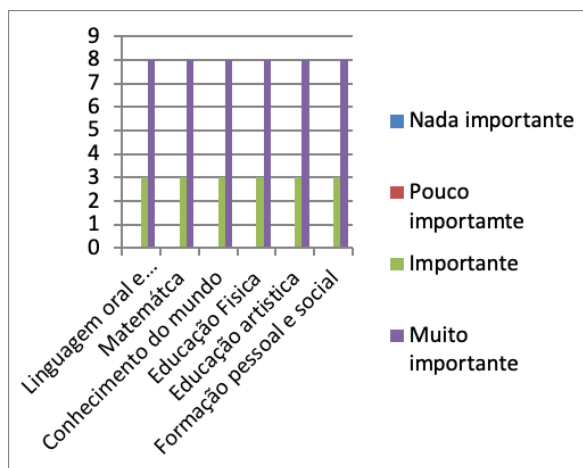 9
8
7
6
5
4
3
2
1
0
Linguagem oral e...
Matemátca
Conhecimento do mundo
Educação Fisica
Educação artistica
Formação pessoal e social
Nada importante
Pouco
importamte
Importante
Muito
importante